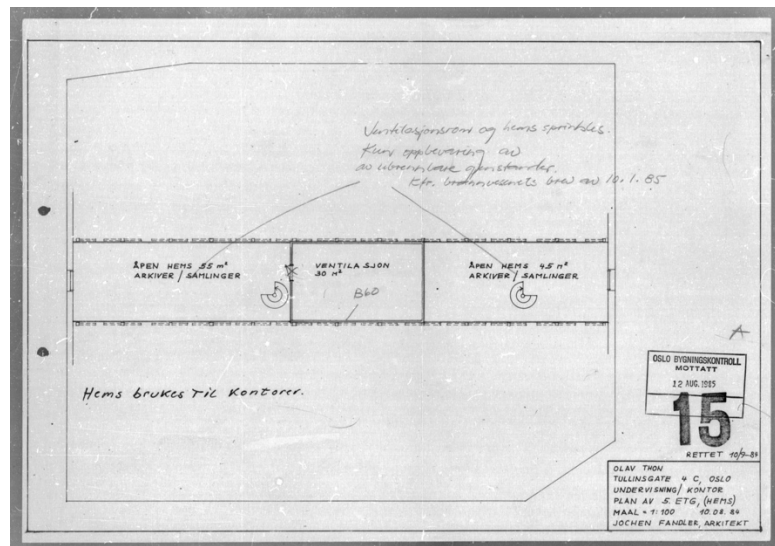 Ventilasjonsrom og hems sprinkles.
Kun oppbevaring av
av ubrennbare gjenstander.
Kfr. brannvesenets brev av 10.1.85
ÅPEN HEMS 55 m²
ARKIVER / SAMLINGER
VENTILASJON
30 m²
ÅPEN HEMS 45 m²
ARKIVER / SAMLINGER
B60
A
Hems brukes Til Kontorer.
OSLO BYGNINGSKONTROLL
MOTTATT
12 AUG. 1985
15
RETTET 10/9-84
OLAV THON
TULLINSGATE 4 C, OSLO
UNDERVISNING / KONTOR
PLAN AV 5. ETG, (HEMS)
MAAL = 1:100 10.08.84
JOCHEN FANDLER, ARKITEKT